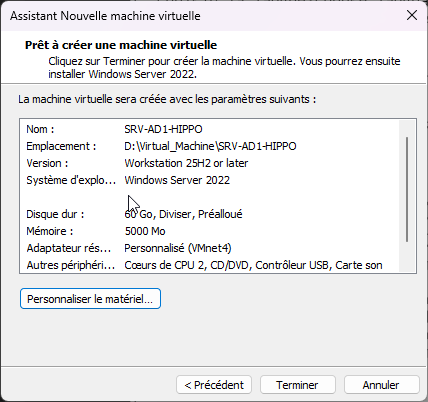 Assistant Nouvelle machine virtuelle
Prêt à créer une machine virtuelle
Cliquez sur Terminer pour créer la machine virtuelle. Vous pourrez ensuite
installer Windows Server 2022.
La machine virtuelle sera créée avec les paramètres suivants :
Nom : SRV-AD1-HIPPO
Emplacement : D:\Virtual_Machine\SRV-AD1-HIPPO
Version : Workstation 25H2 or later
Système d'explo... Windows Server 2022
Disque dur : 60 Go, Diviser, Préalloué
Mémoire : 5000 Mo
Adaptateur rés... Personnalisé (VMnet4)
Autres périphéri... Cœurs de CPU 2, CD/DVD, Contrôleur USB, Carte son
Personnaliser le matériel...
< Précédent Terminer Annuler